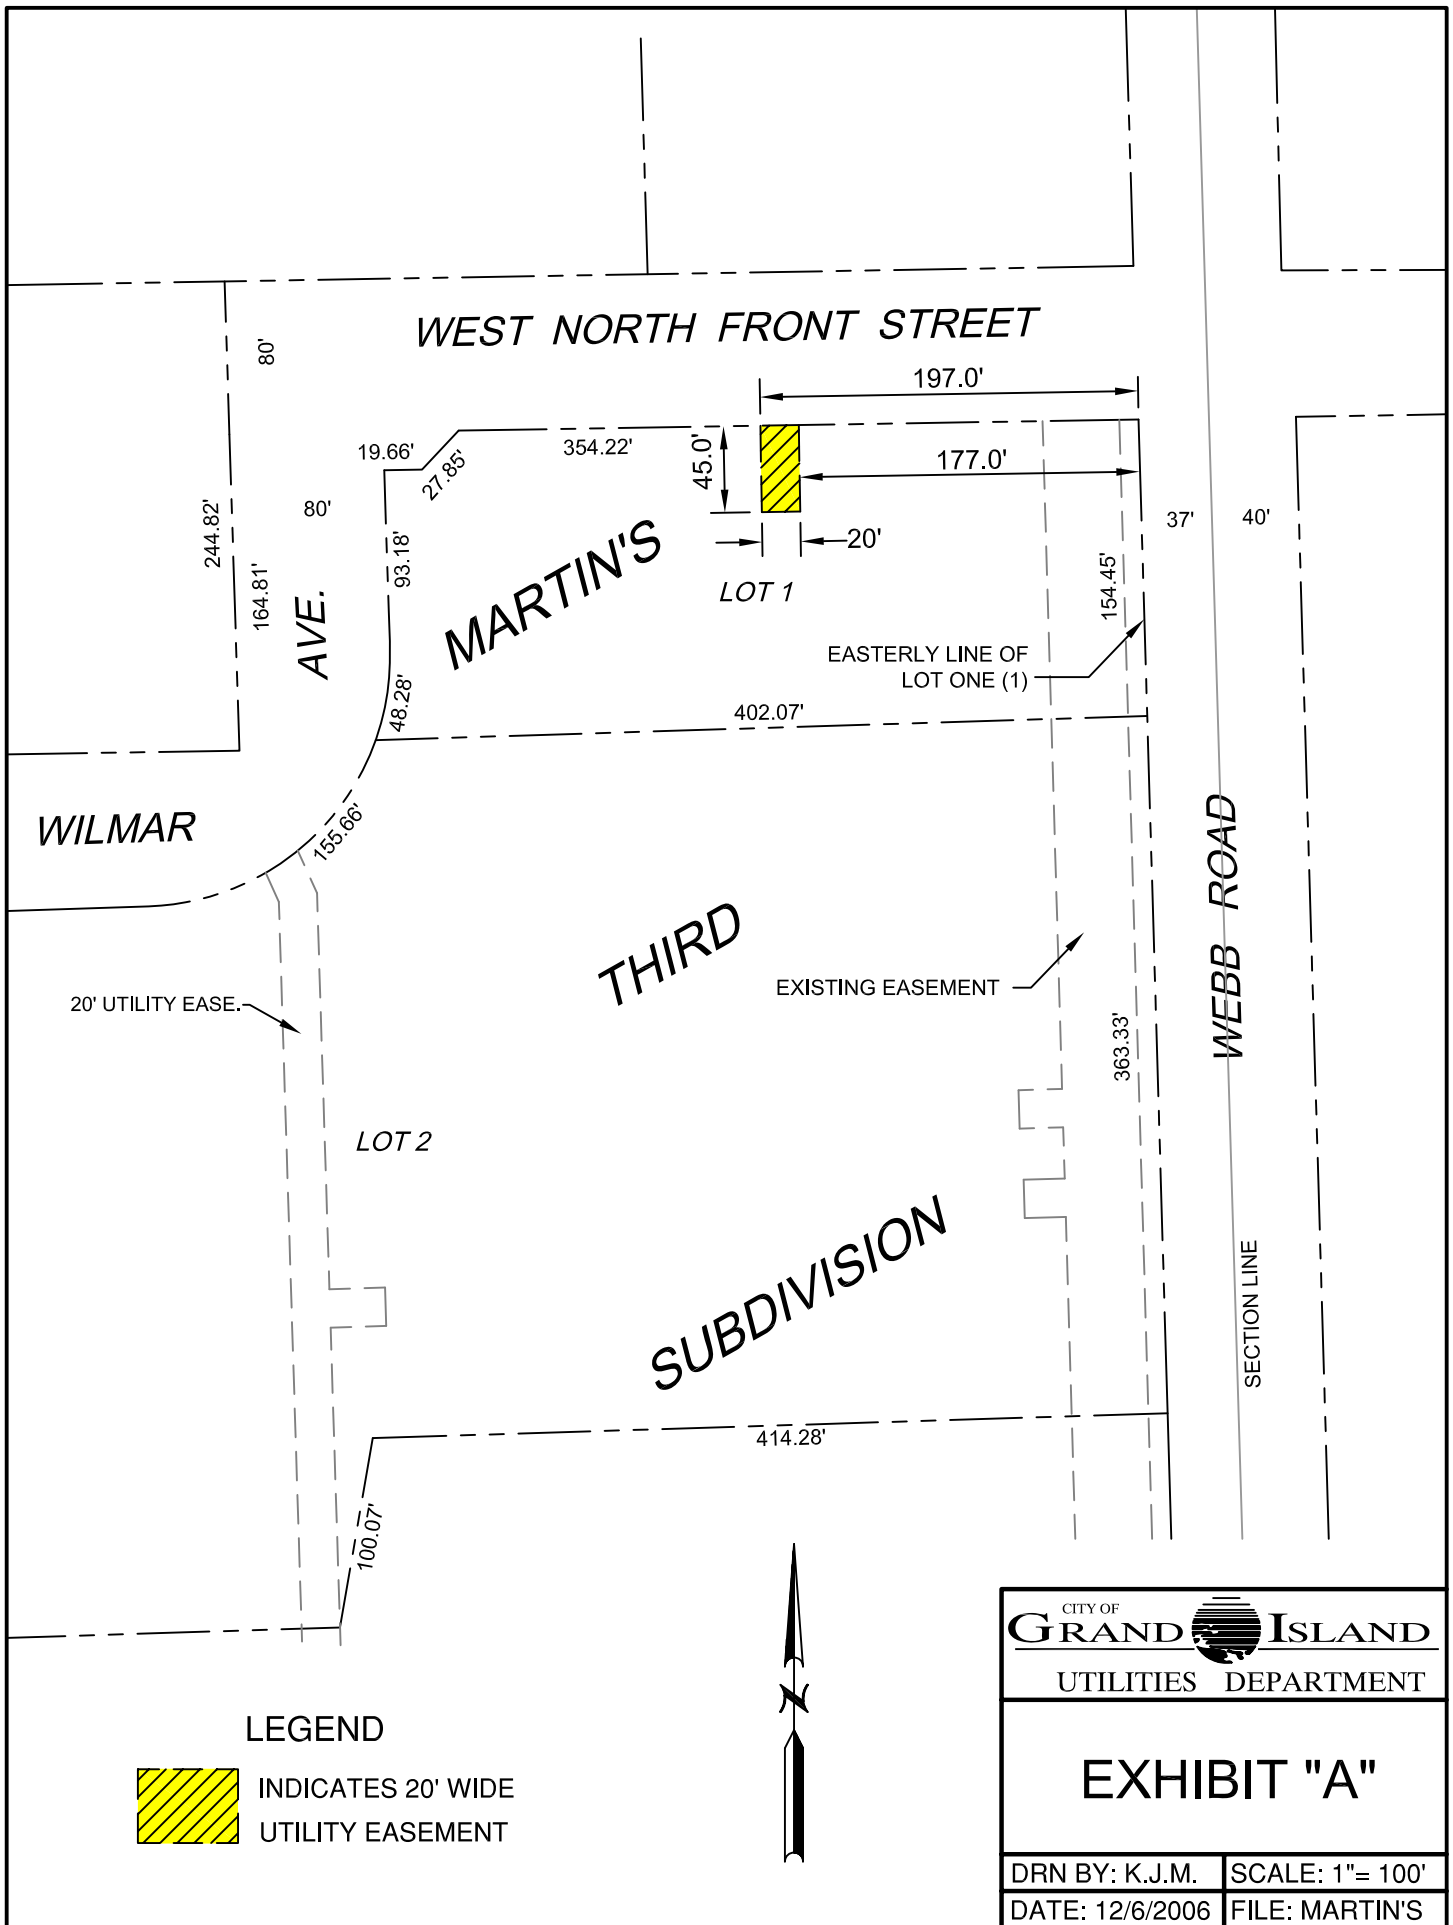 WEST NORTH FRONT STREET
80'
197.0'
19.66'
27.85'
354.22'
45.0'
177.0'
244.82'
80'
37'
40'
20'
93.18'
164.81'
154.45'
AVE.
MARTIN'S
LOT 1
EASTERLY LINE OF
LOT ONE (1)
48.28'
402.07'
WILMAR
155.66'
WEBB ROAD
THIRD
20' UTILITY EASE.
EXISTING EASEMENT
363.33'
LOT 2
SUBDIVISION
SECTION LINE
414.28'
100.07'
N
LEGEND
INDICATES 20' WIDE
UTILITY EASEMENT
CITY OF
GRAND ISLAND
UTILITIES DEPARTMENT
EXHIBIT "A"
DRN BY: K.J.M.
SCALE: 1"= 100'
DATE: 12/6/2006
FILE: MARTIN'S